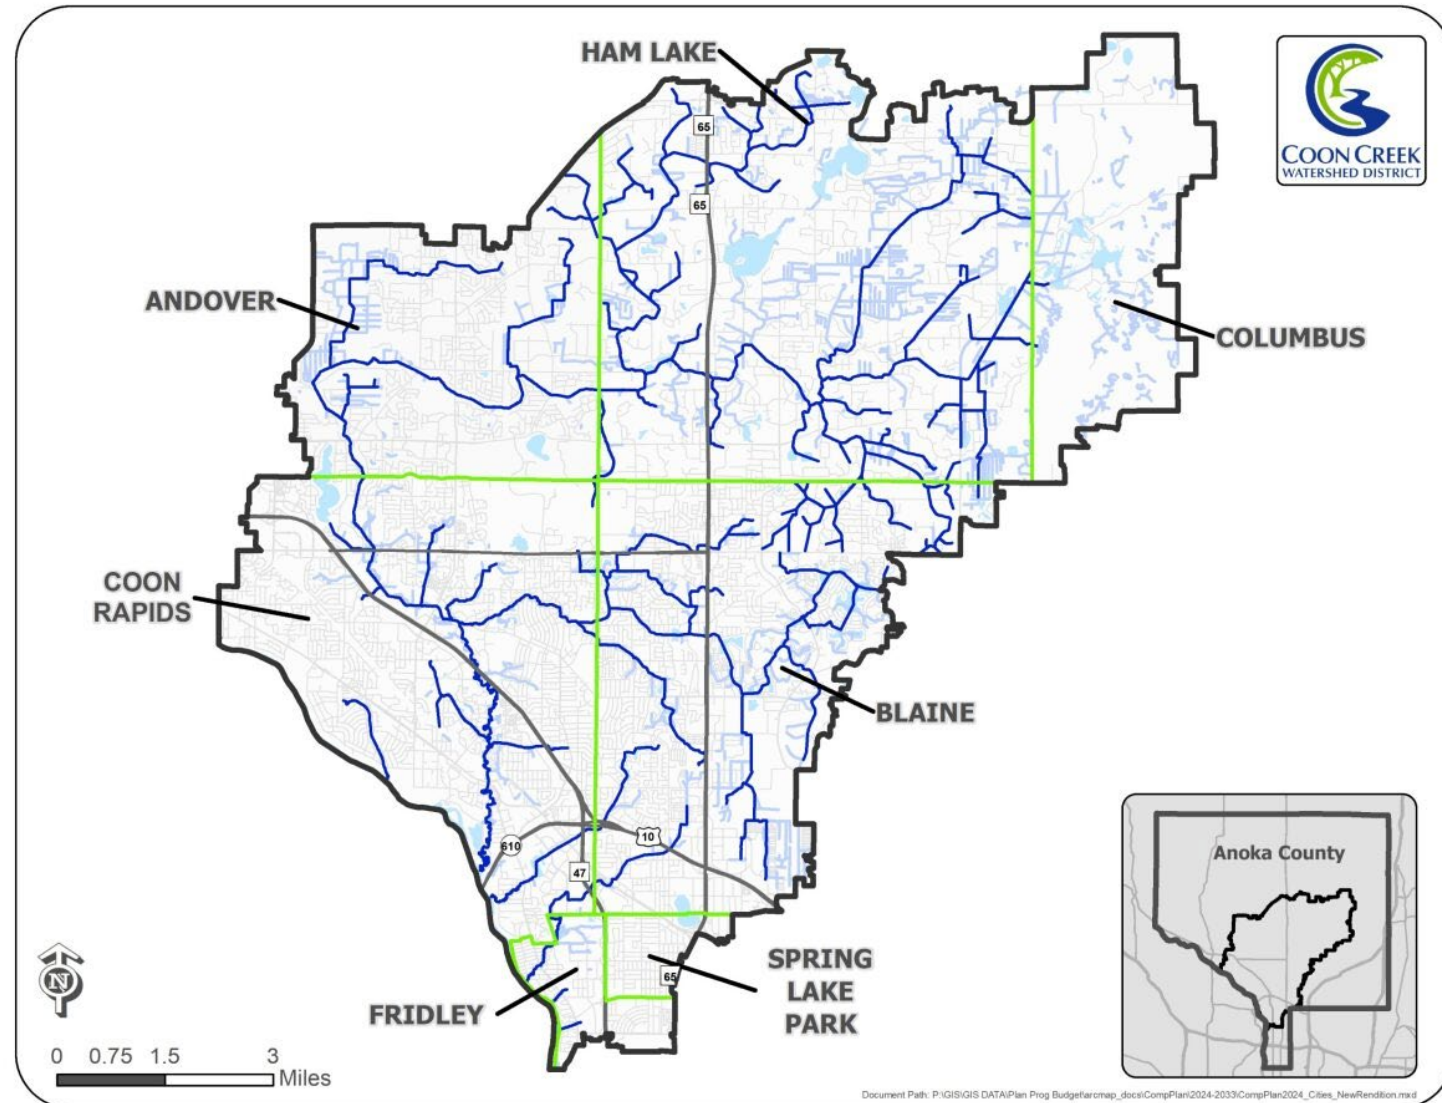 HAM LAKE
COON CREEK
WATERSHED DISTRICT
65
65
ANDOVER
COLUMBUS
COON
RAPIDS
BLAINE
610
10
47
Anoka County
65
SPRING
LAKE
PARK
FRIDLEY
N
0 0.75 1.5 3
Miles
Document Path: P:\GIS\GIS DATA\Plan Prog Budget\arcmap_docs\CompPlan\2024-2033\CompPlan2024_Cities_NewRendition.mxd